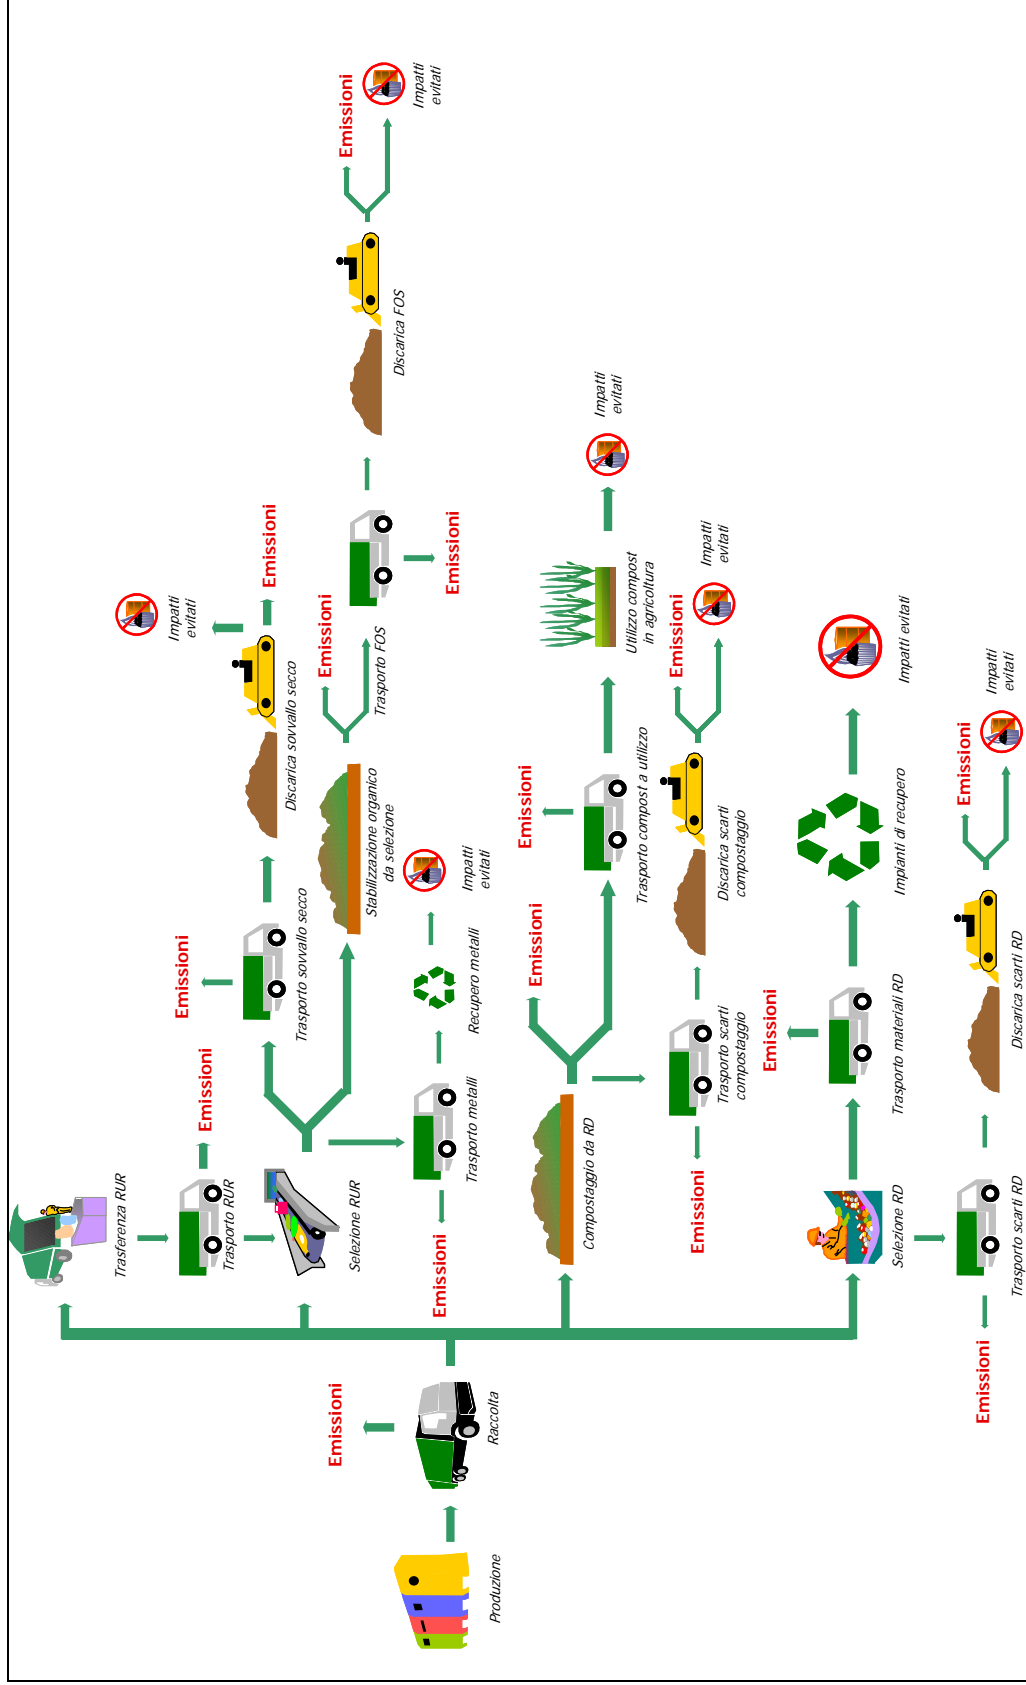 Impatti
evitati
Trasferenza RUR
Emissioni
Emissioni
Trasporto RUR
Emissioni
Discarica sovvallo secco
Trasporto sovvallo secco
Emissioni
Emissioni
Emissioni
Selezione RUR
Stabilizzazione organico
da selezione
Trasporto FOS
Discarica FOS
Impatti
evitati
Emissioni
Emissioni
Trasporto metalli
Recupero metalli
Impatti
evitati
Produzione
Raccolta
Emissioni
Emissioni
Compostaggio da RD
Impatti
evitati
Utilizzo compost
in agricoltura
Trasporto compost a utilizzo
Emissioni
Emissioni
Impatti
evitati
Trasporto scarti
compostaggio
Discarica scarti
compostaggio
Emissioni
Selezione RD
Trasporto materiali RD
Impianti di recupero
Impatti evitati
Emissioni
Emissioni
Impatti
evitati
Trasporto scarti RD
Discarica scarti RD